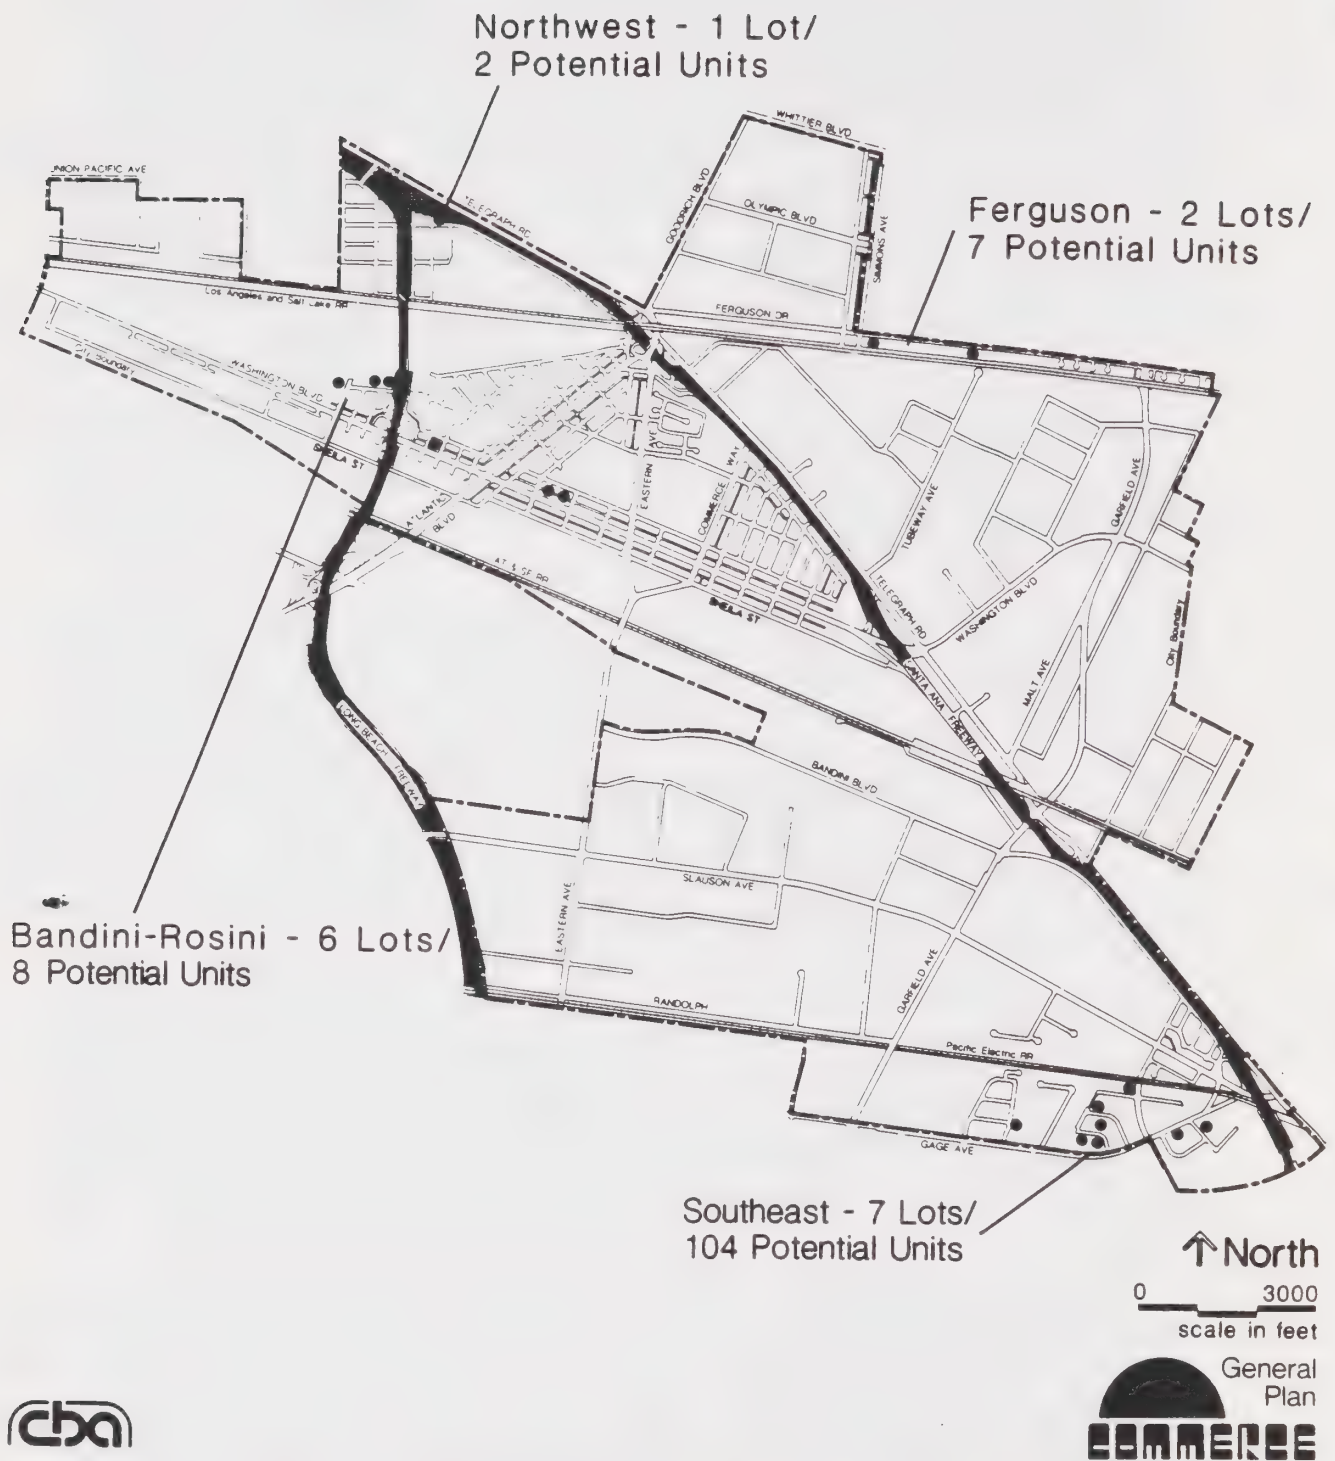 Northwest - 1 Lot/
2 Potential Units
WHITTIER BLVD
UNION PACIFIC AVE
GOODRICH BLVD
TELEGRAPH RD
OLYMPIC BLVD
SIMMONS AVE
Ferguson - 2 Lots/
7 Potential Units
Los Angeles and Salt Lake RR
FERGUSON DR
City Boundary
WASHINGTON BLVD
SHEILA ST
ATLANTIC
BLVD
EASTERN AVE
COMMERCE WAY
TUBEWAY AVE
GARFIELD AVE
AT & SF RR
SHEILA ST
TELEGRAPH RD
WASHINGTON BLVD
City Boundary
MALT AVE
SANTA ANA FREEWAY
LONG BEACH FREEWAY
BANDINI BLVD
SLAUSON AVE
EASTERN AVE
Bandini-Rosini - 6 Lots/
8 Potential Units
GARFIELD AVE
RANDOLPH
Pacific Electric RR
GAGE AVE
Southeast - 7 Lots/
104 Potential Units
North
0 3000
scale in feet
General
Plan
COMMERCE
cba